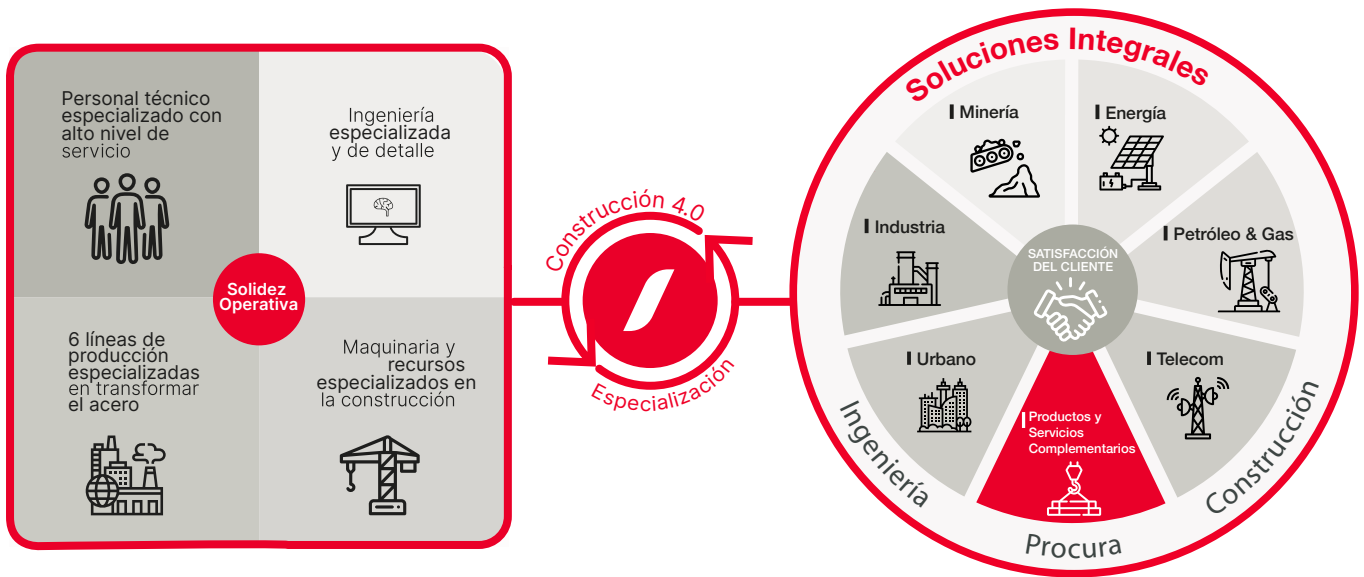 Personal técnico
especializado con
alto nivel de
servicio
Ingeniería
especializada
y de detalle
Solidez
Operativa
6 líneas de
producción
especializadas
en transformar
el acero
Maquinaria y
recursos
especializados en
la construcción
Construcción 4.0
Especialización
Soluciones Integrales
Minería
Energía
Industria
Petróleo & Gas
SATISFACCIÓN
DEL CLIENTE
Urbano
Telecom
Productos y
Servicios
Complementarios
Ingeniería
Procura
Construcción